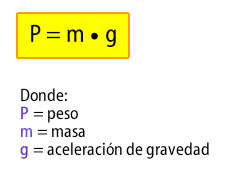 P = m • g
Donde:
P = peso
m = masa
g = aceleración de gravedad